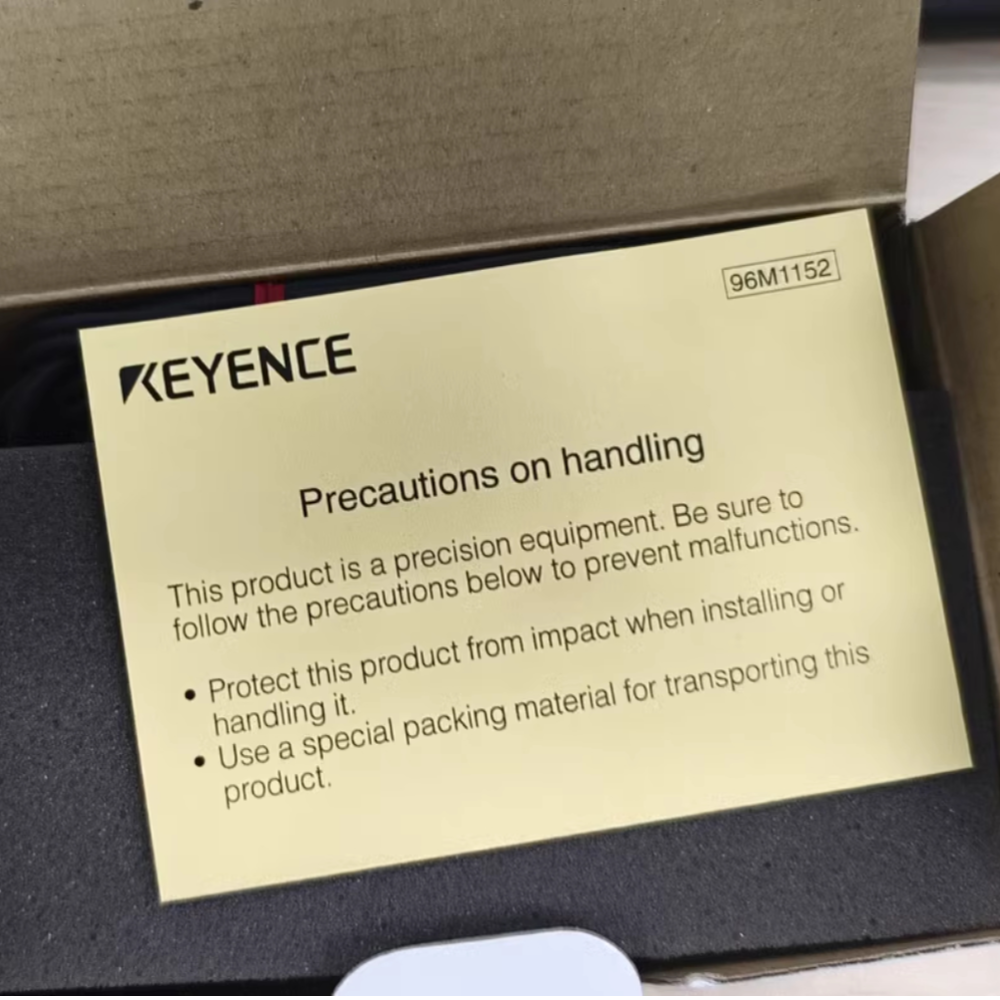 96M1152
KEYENCE
Precautions on handling
This product is a precision equipment. Be sure to
follow the precautions below to prevent malfunctions.
• Protect this product from impact when installing or
handling it.
• Use a special packing material for transporting this
product.